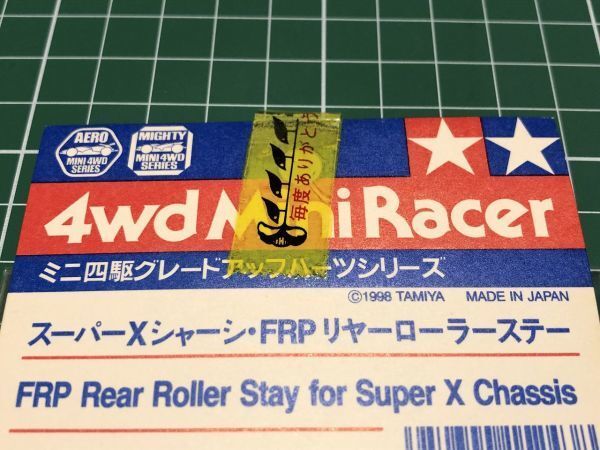 AERO
MINI 4WD
SERIES
MIGHTY
MINI 4WD
SERIES
毎度ありがとう
4wd Mini Racer
ミニ四駆グレードアップパーツシリーズ
©1998 TAMIYA MADE IN JAPAN
スーパーXシャーシ・FRPリヤーローラーステー
FRP Rear Roller Stay for Super X Chassis